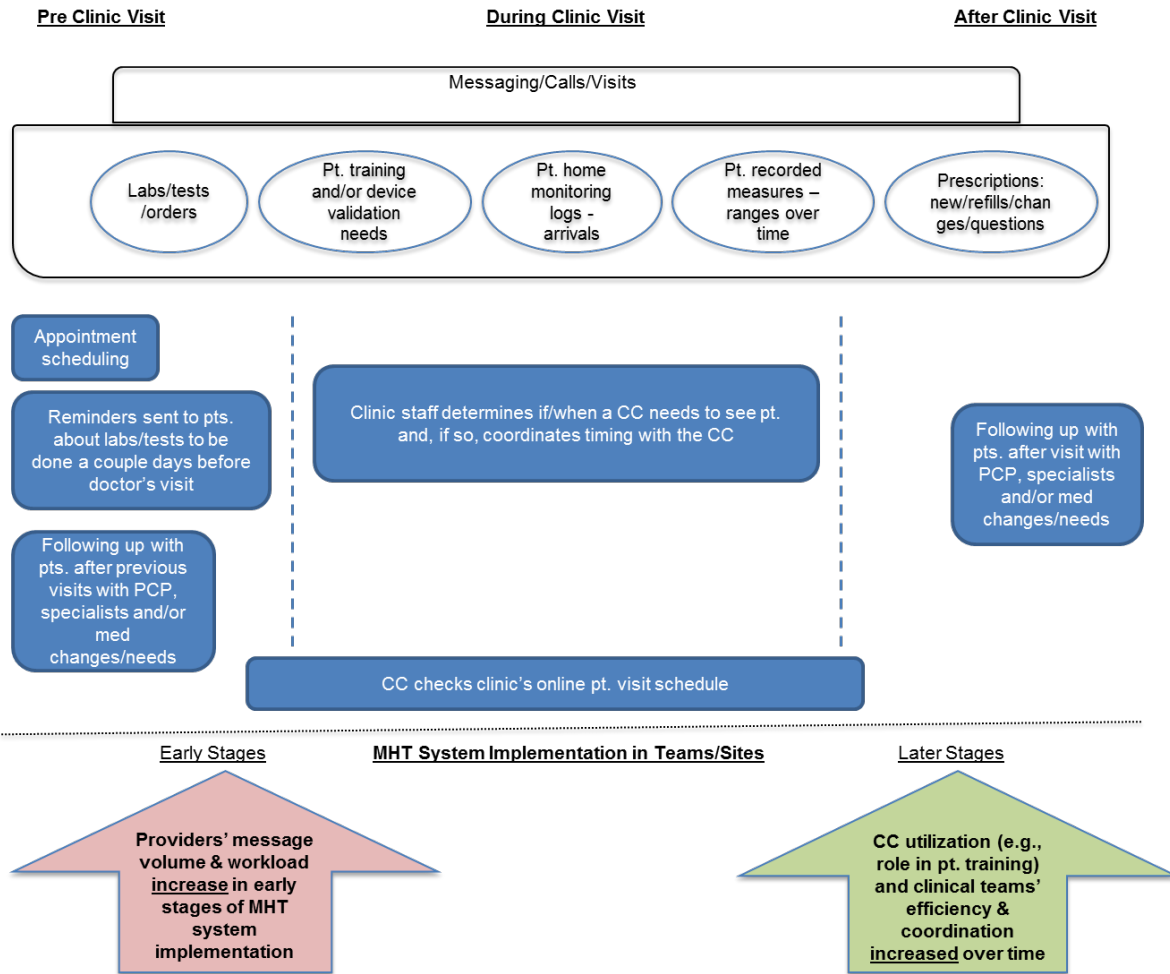 Pre Clinic Visit
During Clinic Visit
After Clinic Visit
Messaging/Calls/Visits
Labs/tests
/orders
Pt. training
and/or device
validation
needs
Pt. home
monitoring
logs -
arrivals
Pt. recorded
measures –
ranges over
time
Prescriptions:
new/refills/chan
ges/questions
Appointment
scheduling
Reminders sent to pts.
about labs/tests to be
done a couple days before
doctor's visit
Following up with
pts. after previous
visits with PCP,
specialists and/or
med
changes/needs
Clinic staff determines if/when a CC needs to see pt.
and, if so, coordinates timing with the CC
Following up with
pts. after visit with
PCP, specialists
and/or med
changes/needs
CC checks clinic's online pt. visit schedule
Early Stages
MHT System Implementation in Teams/Sites
Later Stages
Providers' message
volume & workload
increase in early
stages of MHT
system
implementation
CC utilization (e.g.,
role in pt. training)
and clinical teams'
efficiency &
coordination
increased over time